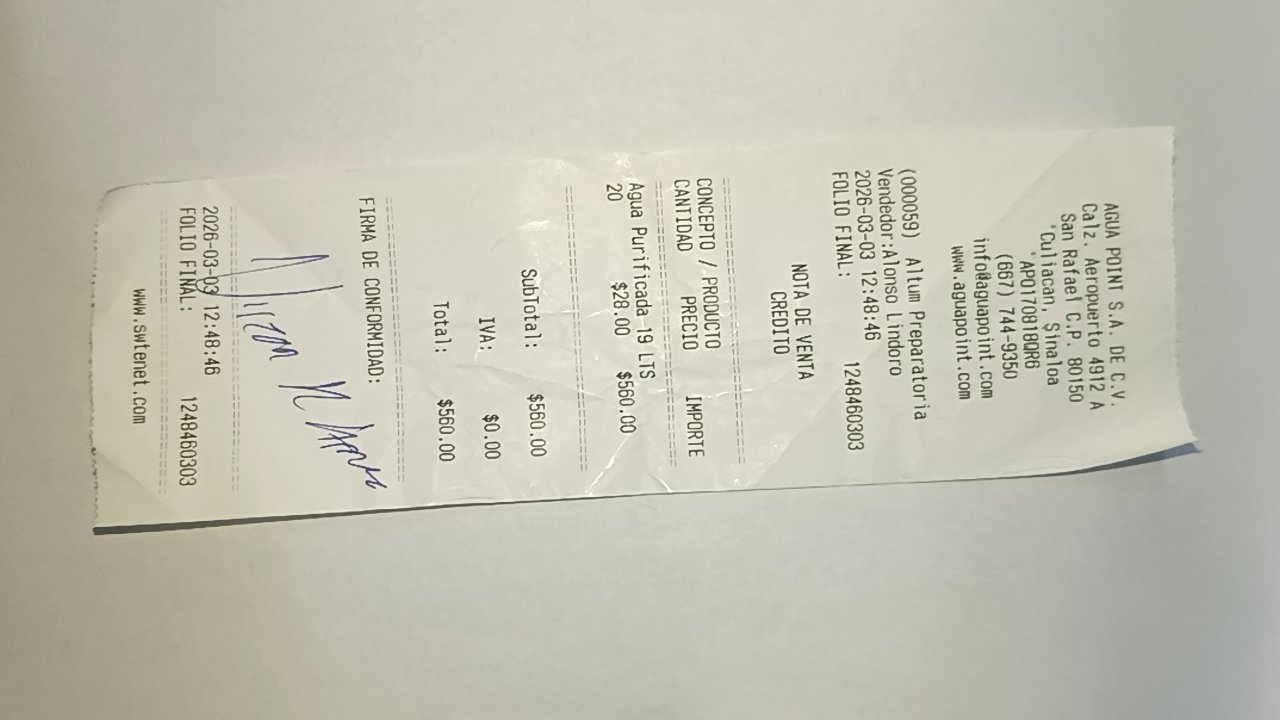 AGUA POINT S.A. DE C.V.
Calz. Aeropuerto 4912 A
San Rafael C.P. 80150
'Culiacan, Sinaloa
'APO170818QR6
(667) 744-9350
info@aguapoint.com
www.aguapoint.com
NOTA DE VENTA
CREDITO
(000059) Altum Preparatoria
Vendedor:Alonso Lindoro
2026-03-03 12:48:46
FOLIO FINAL: 1248460303
CONCEPTO / PRODUCTO
CANTIDAD PRECIO IMPORTE
Agua Purificada 19 LTS
20 $28.00 $560.00
SubTotal: $560.00
IVA: $0.00
Total: $560.00
FIRMA DE CONFORMIDAD:
2026-03-03 12:48:46
FOLIO FINAL: 1248460303
www.swtenet.com